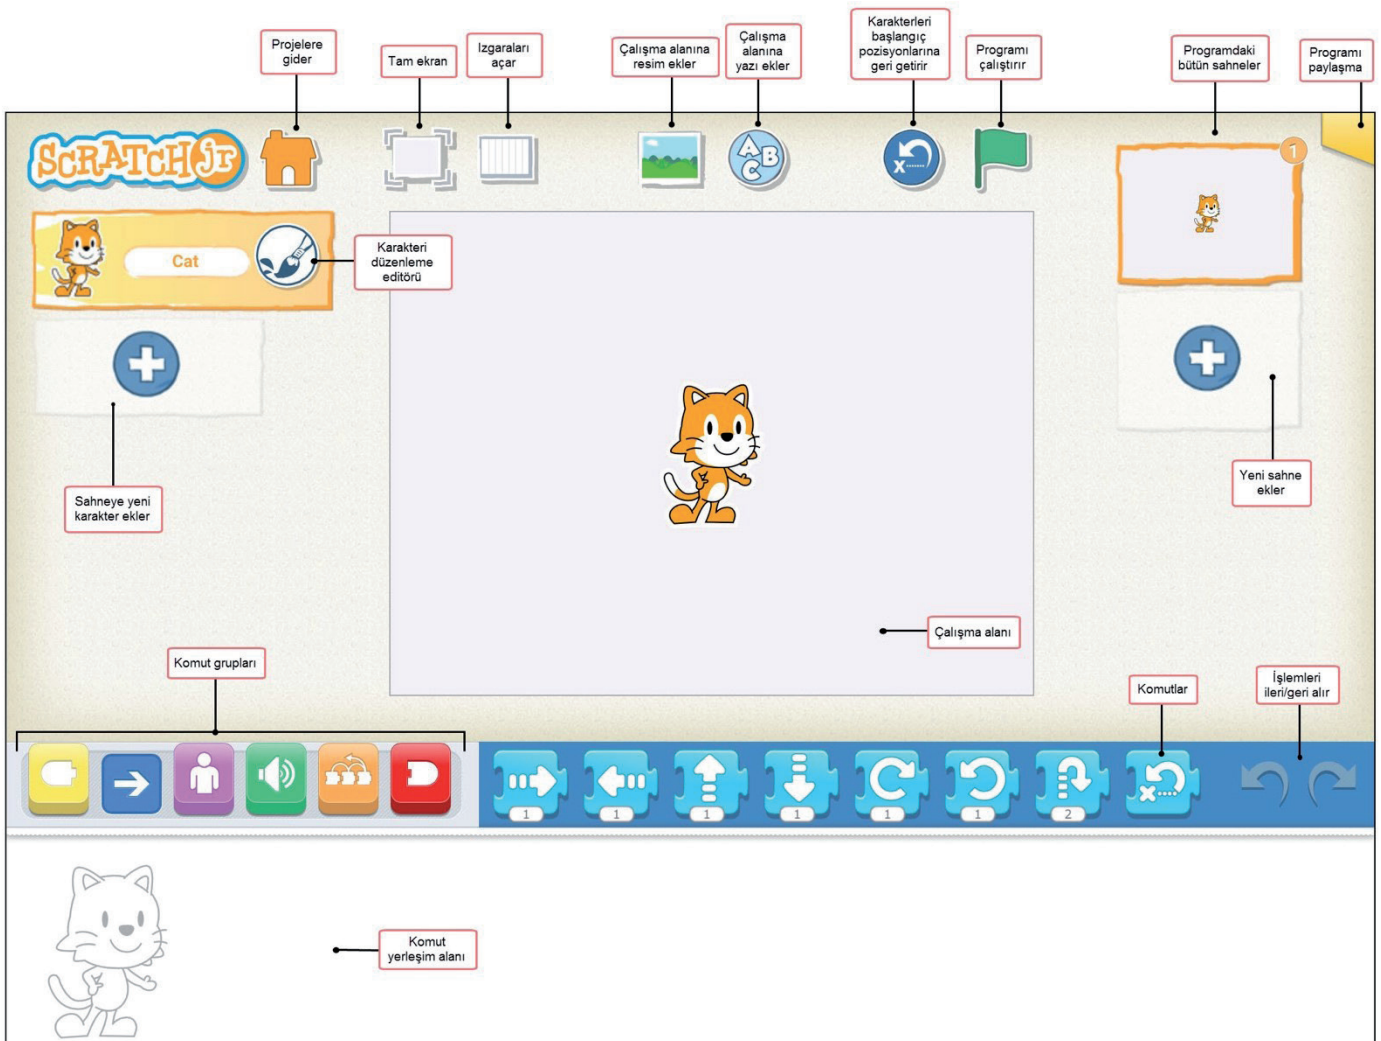 Projelere
gider
Tam ekran
Izgaraları
açar
Çalışma alanına
resim ekler
Çalışma
alanına
yazı ekler
Karakterleri
başlangıç
pozisyonlarına
geri getirir
Programı
çalıştırır
Programdaki
bütün sahneler
Programı
paylaşma
SCRATCHJr
A B C
x
1
Cat
Karakteri
düzenleme
editörü
Sahneye yeni
karakter ekler
Yeni sahne
ekler
Çalışma alanı
Komut grupları
Komutlar
İşlemleri
ileri/geri alır
x
1 1 1 1 1 1 2
Komut
yerleşim alanı